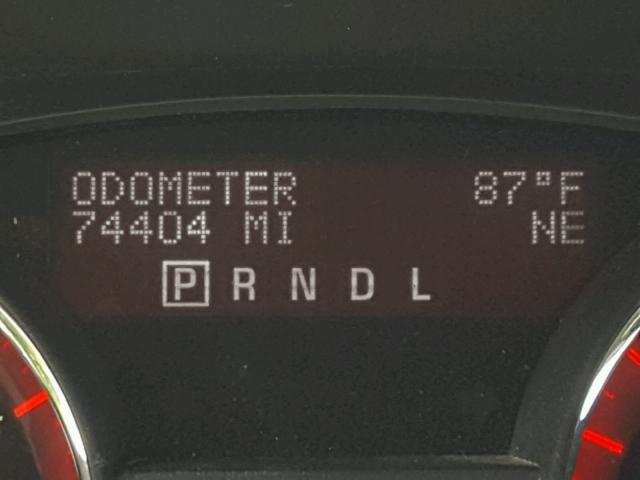 ODOMETER 87°F
74404 MI NE
P R N D L